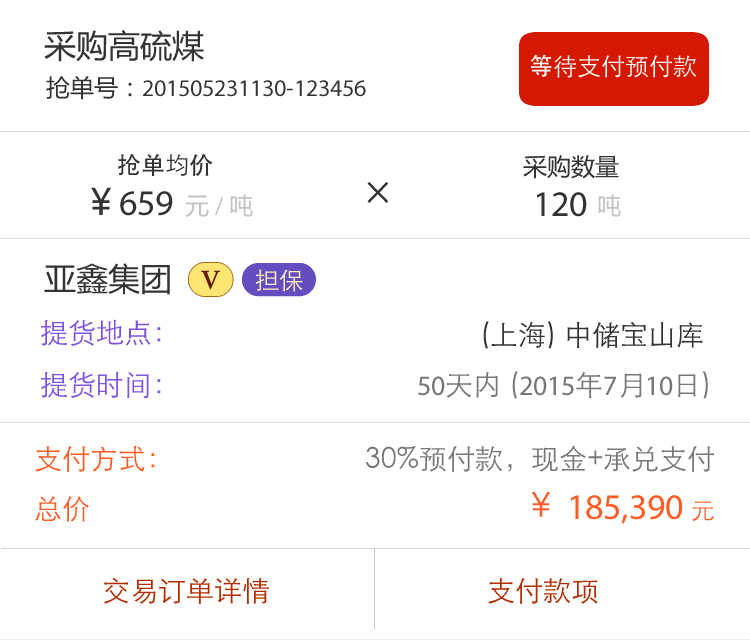 采购高硫煤
抢单号：201505231130-123456
等待支付预付款
抢单均价
¥ 659 元 / 吨
×
采购数量
120 吨
亚鑫集团 V 担保
提货地点：
(上海) 中储宝山库
提货时间：
50天内 (2015年7月10日)
支付方式：
30%预付款，现金+承兑支付
总价
¥ 185,390 元
交易订单详情
支付款项